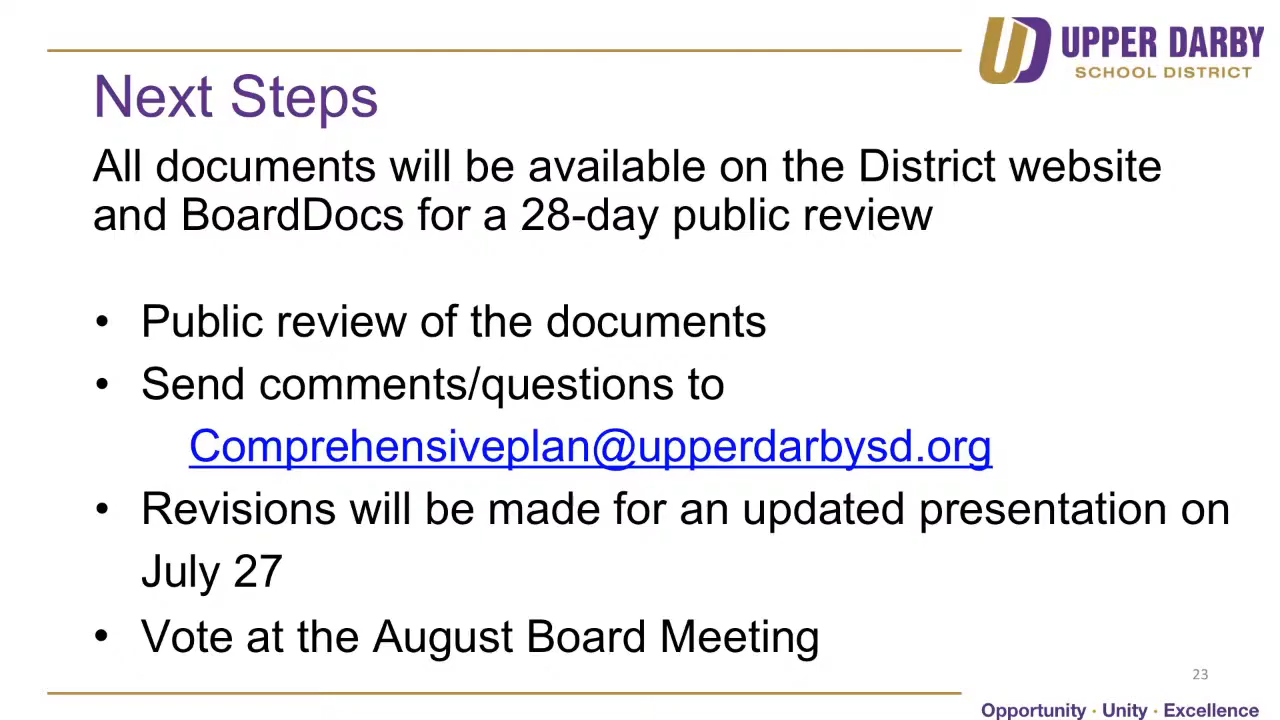 UPPER DARBY
SCHOOL DISTRICT
Next Steps
All documents will be available on the District website
and BoardDocs for a 28-day public review
• Public review of the documents
• Send comments/questions to
Comprehensiveplan@upperdarbysd.org
• Revisions will be made for an updated presentation on
July 27
• Vote at the August Board Meeting
23
Opportunity · Unity · Excellence